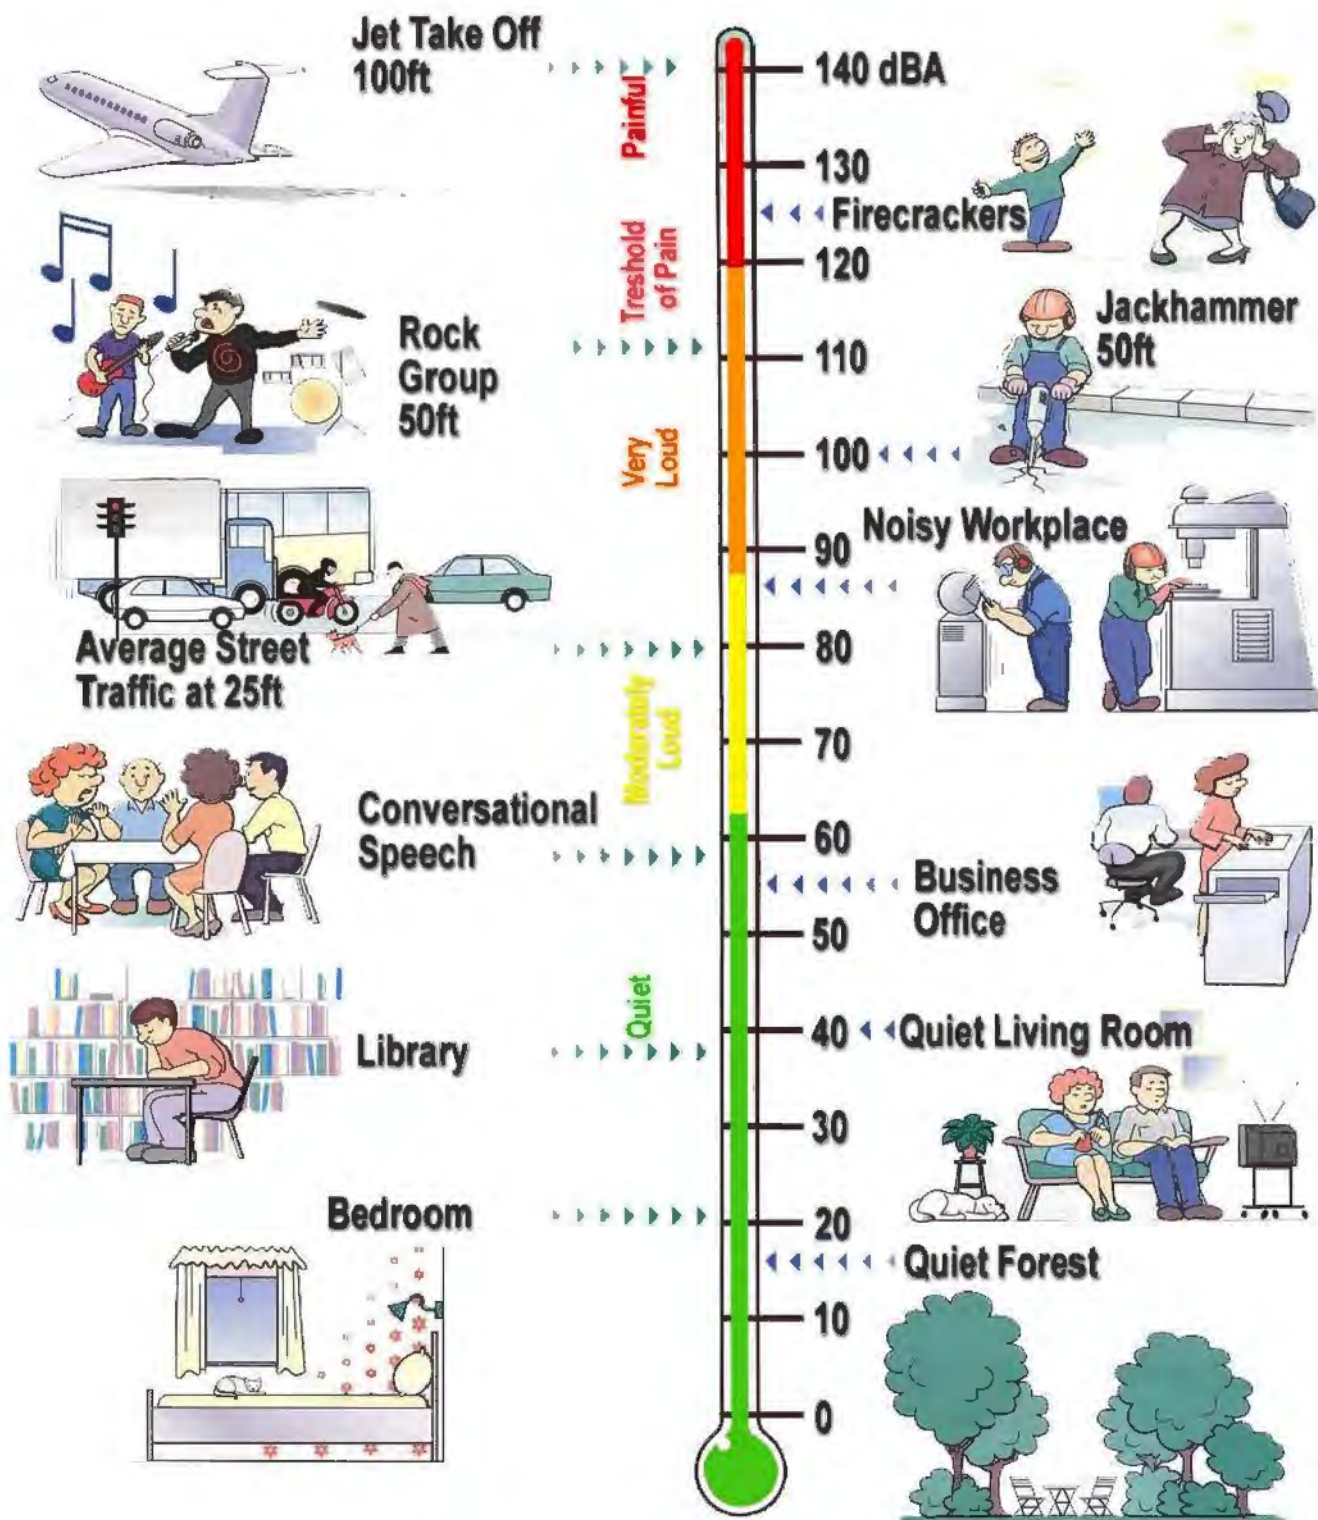 Jet Take Off
100ft
140 dBA
Painful
130
Firecrackers
Treshold
of Pain
120
Jackhammer
50ft
Rock
Group
50ft
110
Very
Loud
100
Noisy Workplace
90
Average Street
Traffic at 25ft
80
Moderately
Loud
70
Conversational
Speech
60
Business
Office
50
Quiet
40
Quiet Living Room
Library
30
Bedroom
20
Quiet Forest
10
0